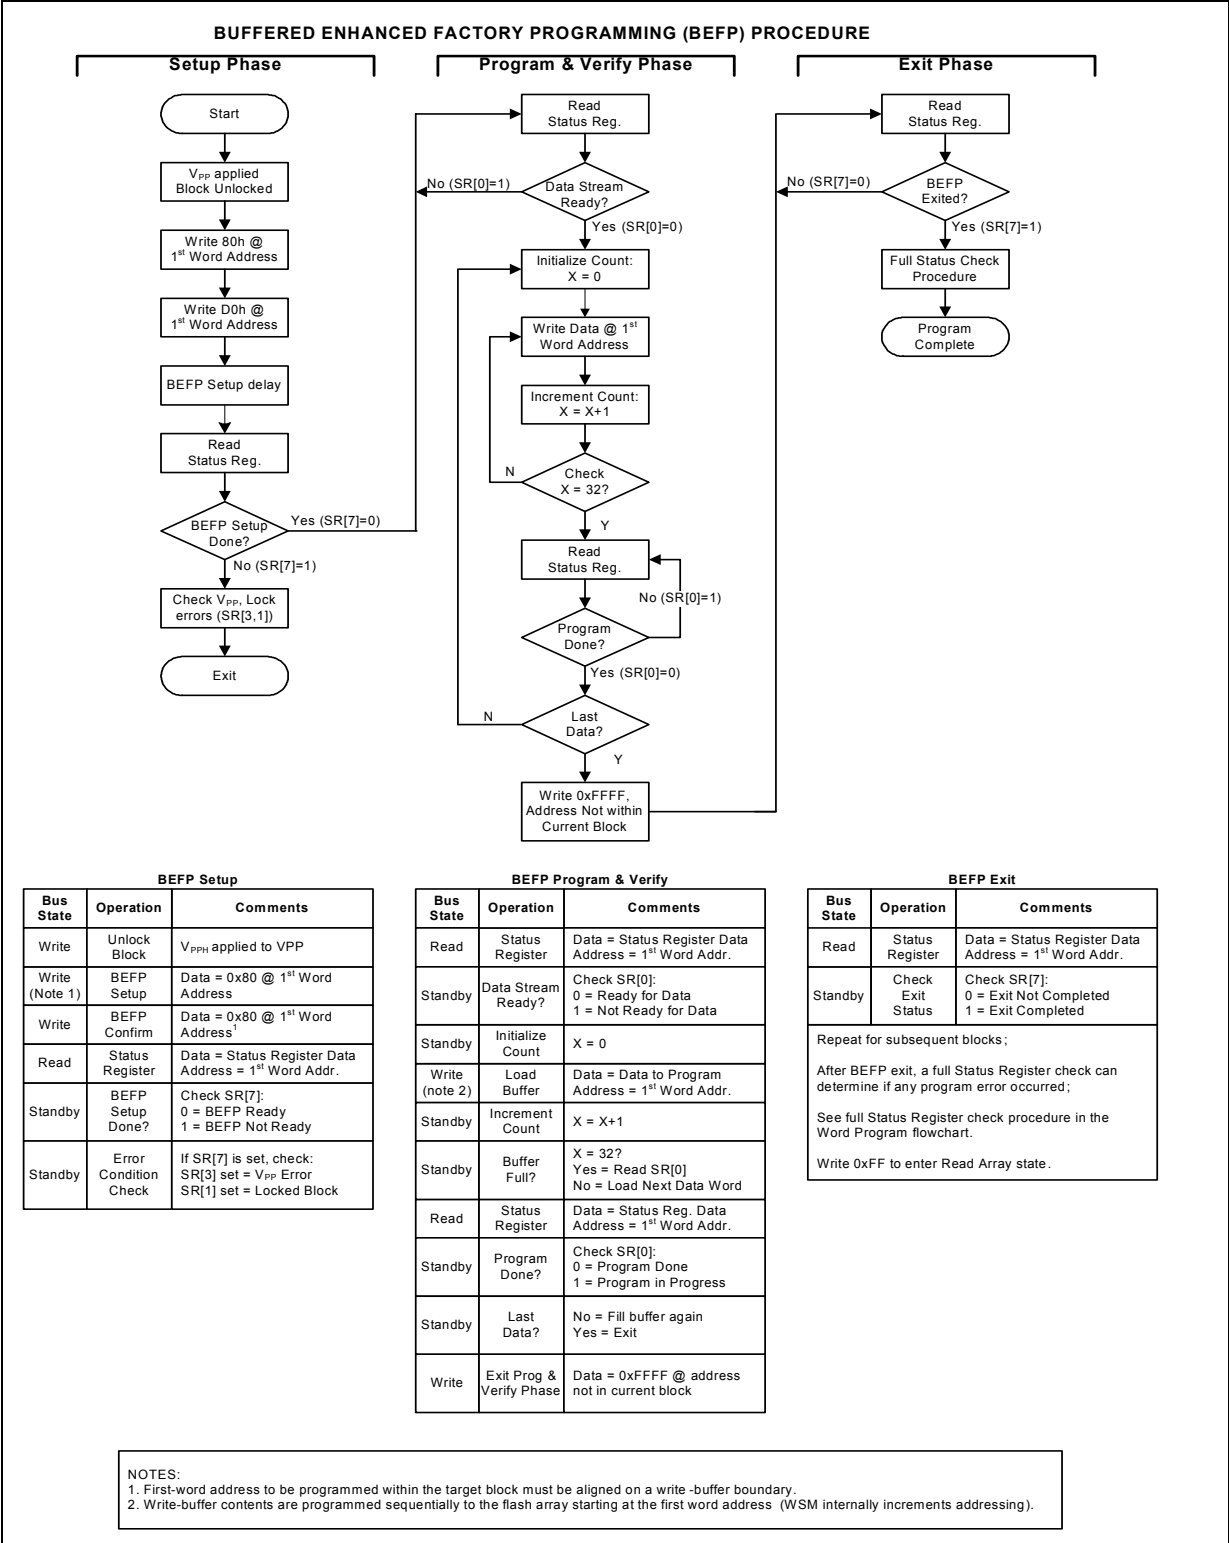 BUFFERED ENHANCED FACTORY PROGRAMMING (BEFP) PROCEDURE
Setup Phase
Start
VPP applied
Block Unlocked
Write 80h @
1st Word Address
Write D0h @
1st Word Address
BEFP Setup delay
Read
Status Reg.
BEFP Setup
Done?
Yes (SR[7]=0)
No (SR[7]=1)
Check VPP, Lock
errors (SR[3,1])
Exit
Program & Verify Phase
Read
Status Reg.
No (SR[0]=1)
Data Stream
Ready?
Yes (SR[0]=0)
Initialize Count:
X = 0
Write Data @ 1st
Word Address
Increment Count:
X = X+1
N
Check
X = 32?
Y
Read
Status Reg.
No (SR[0]=1)
Program
Done?
Yes (SR[0]=0)
N
Last
Data?
Y
Write 0xFFFF,
Address Not within
Current Block
Exit Phase
Read
Status Reg.
No (SR[7]=0)
BEFP
Exited?
Yes (SR[7]=1)
Full Status Check
Procedure
Program
Complete
BEFP Setup
Bus State Operation Comments
Write Unlock Block VPPH applied to VPP
Write (Note 1) BEFP Setup Data = 0x80 @ 1st Word Address
Write BEFP Confirm Data = 0x80 @ 1st Word Address1
Read Status Register Data = Status Register Data Address = 1st Word Addr.
Standby BEFP Setup Done? Check SR[7]:
0 = BEFP Ready
1 = BEFP Not Ready
Standby Error Condition Check If SR[7] is set, check:
SR[3] set = VPP Error
SR[1] set = Locked Block
BEFP Program & Verify
Bus State Operation Comments
Read Status Register Data = Status Register Data Address = 1st Word Addr.
Standby Data Stream Ready? Check SR[0]:
0 = Ready for Data
1 = Not Ready for Data
Standby Initialize Count X = 0
Write (note 2) Load Buffer Data = Data to Program Address = 1st Word Addr.
Standby Increment Count X = X+1
Standby Buffer Full? X = 32?
Yes = Read SR[0]
No = Load Next Data Word
Read Status Register Data = Status Reg. Data Address = 1st Word Addr.
Standby Program Done? Check SR[0]:
0 = Program Done
1 = Program in Progress
Standby Last Data? No = Fill buffer again
Yes = Exit
Write Exit Prog & Verify Phase Data = 0xFFFF @ address not in current block
BEFP Exit
Bus State Operation Comments
Read Status Register Data = Status Register Data Address = 1st Word Addr.
Standby Check Exit Status Check SR[7]:
0 = Exit Not Completed
1 = Exit Completed
Repeat for subsequent blocks;
After BEFP exit, a full Status Register check can
determine if any program error occurred;
See full Status Register check procedure in the
Word Program flowchart.
Write 0xFF to enter Read Array state.
NOTES:
1. First-word address to be programmed within the target block must be aligned on a write -buffer boundary.
2. Write-buffer contents are programmed sequentially to the flash array starting at the first word address (WSM internally increments addressing).